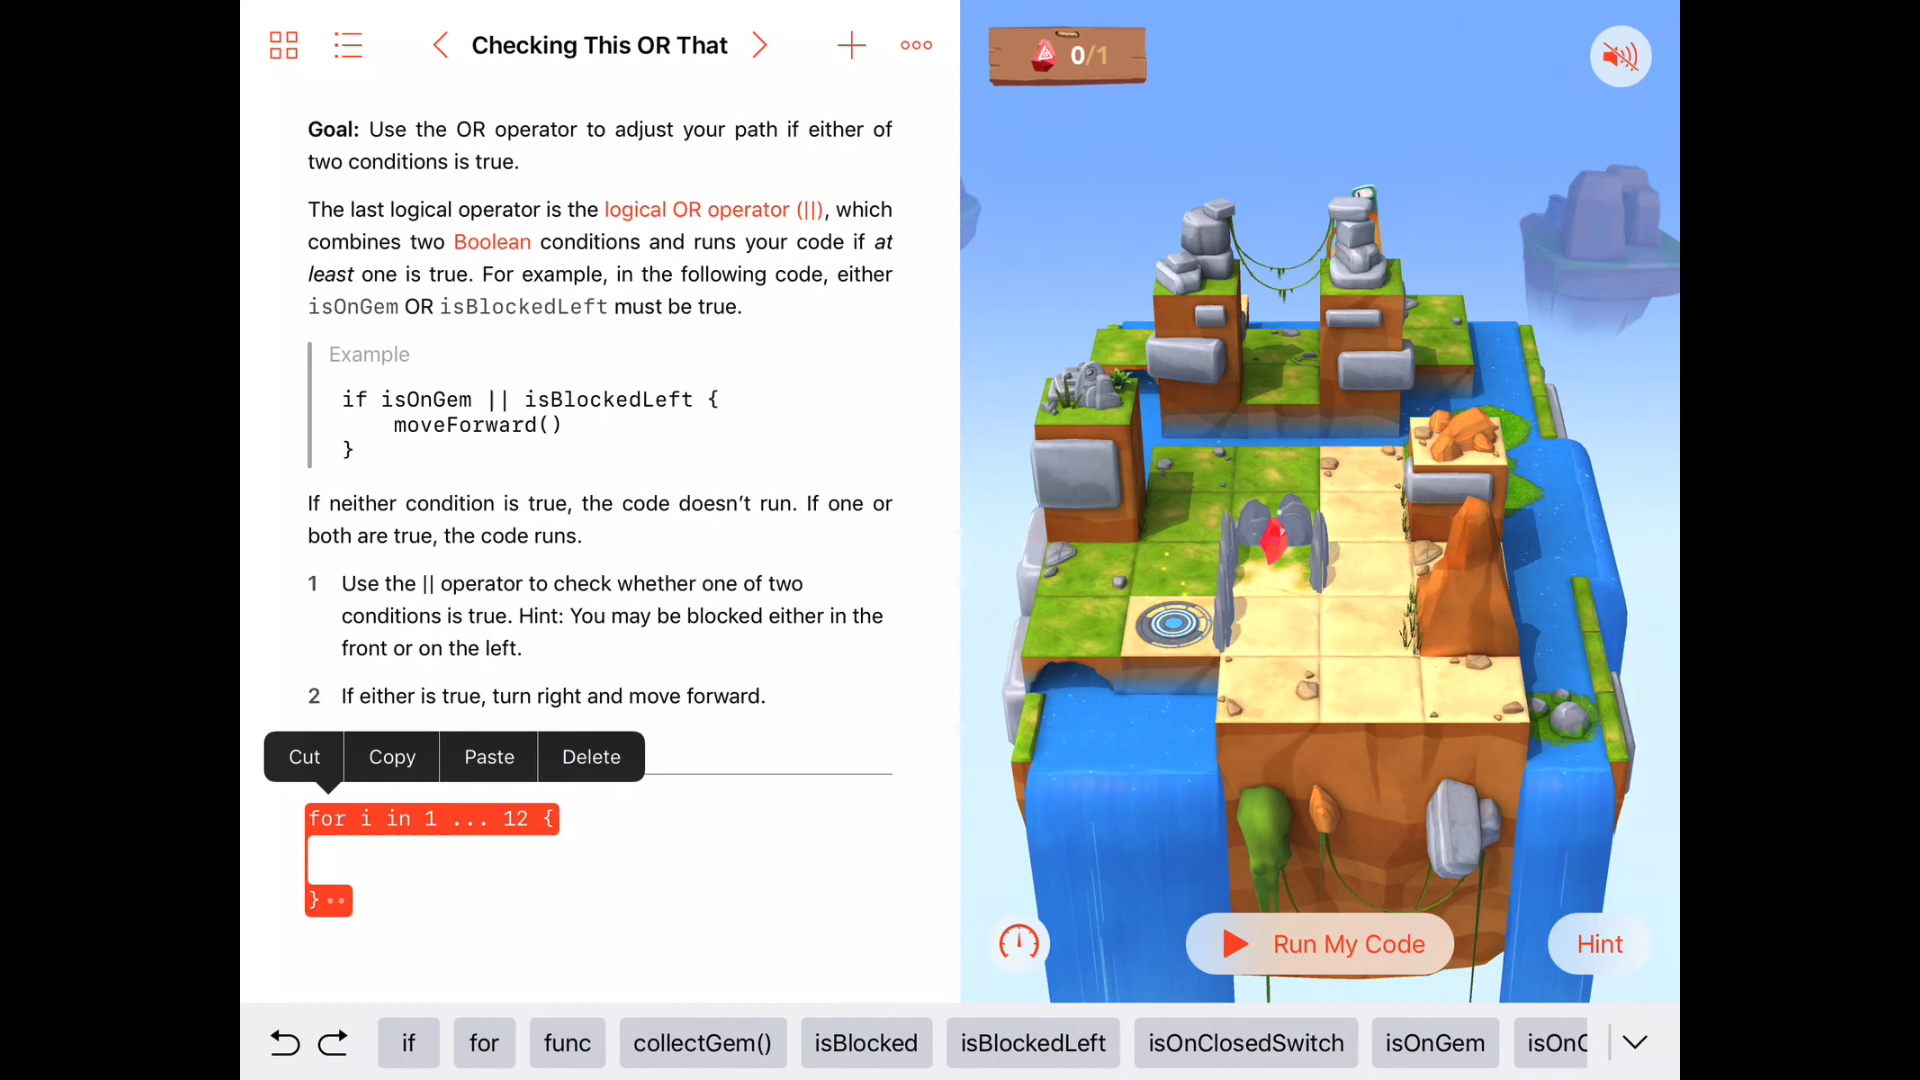 Checking This OR That
Goal: Use the OR operator to adjust your path if either of
two conditions is true.
The last logical operator is the logical OR operator (||), which
combines two Boolean conditions and runs your code if at
least one is true. For example, in the following code, either
isOnGem OR isBlockedLeft must be true.
Example
if isOnGem || isBlockedLeft {
moveForward()
}
If neither condition is true, the code doesn’t run. If one or
both are true, the code runs.
1 Use the || operator to check whether one of two
conditions is true. Hint: You may be blocked either in the
front or on the left.
2 If either is true, turn right and move forward.
Cut Copy Paste Delete
for i in 1 ... 12 {
}
0/1
Run My Code
Hint
if for func collectGem() isBlocked isBlockedLeft isOnClosedSwitch isOnGem isOnC